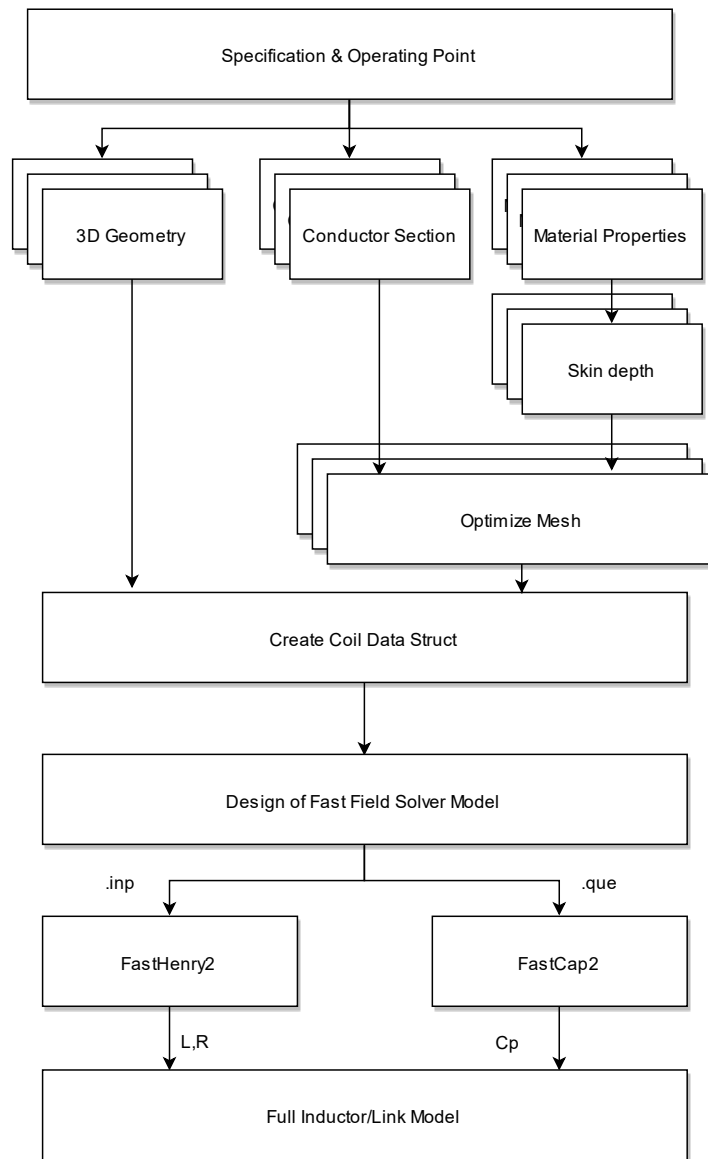 Specification & Operating Point
3D Geometry
Conductor Section
Material Properties
Skin depth
Optimize Mesh
Create Coil Data Struct
Design of Fast Field Solver Model
.inp
.que
FastHenry2
FastCap2
L,R
Cp
Full Inductor/Link Model